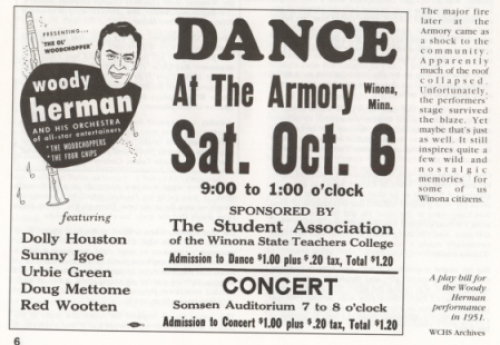 PRESENTING...
"THE OL' WOODCHOPPER"
woody
herman
AND HIS ORCHESTRA
of all-star entertainers
* THE WOODCHOPPERS
* THE FOUR CHIPS
featuring
Dolly Houston
Sunny Igoe
Urbie Green
Doug Mettome
Red Wootten
DANCE
At The Armory Winona, Minn.
Sat. Oct. 6
9:00 to 1:00 o'clock
SPONSORED BY
The Student Association
of the Winona State Teachers College
Admission to Dance $1.00 plus $.20 tax, Total $1.20
CONCERT
Somsen Auditorium 7 to 8 o'clock
Admission to Concert $1.00 plus $.20 tax, Total $1.20
The major fire
later at the
Armory came as
a shock to the
community.
Apparently
much of the roof
collapsed.
Unfortunately,
the performers'
stage survived
the blaze. Yet
maybe that's just
as well. It still
inspires quite a
few wild and
nostalgic
memories for
some of us
Winona citizens.
A play bill for
the Woody
Herman
performance
in 1951.
WCHS Archives
6